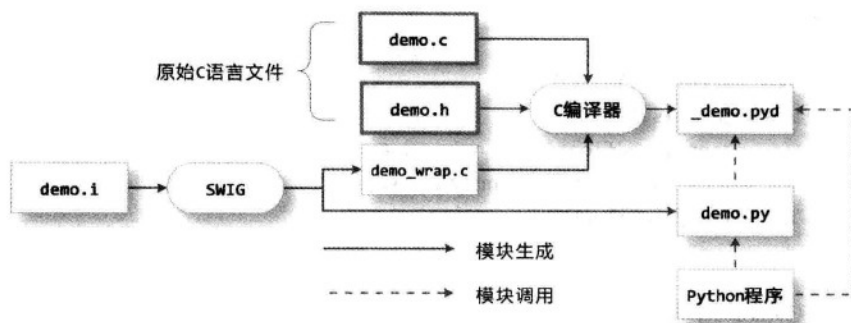 demo.c
原始C语言文件
demo.h
C编译器
_demo.pyd
demo_wrap.c
demo.i
SWIG
demo.py
模块生成
模块调用
Python程序